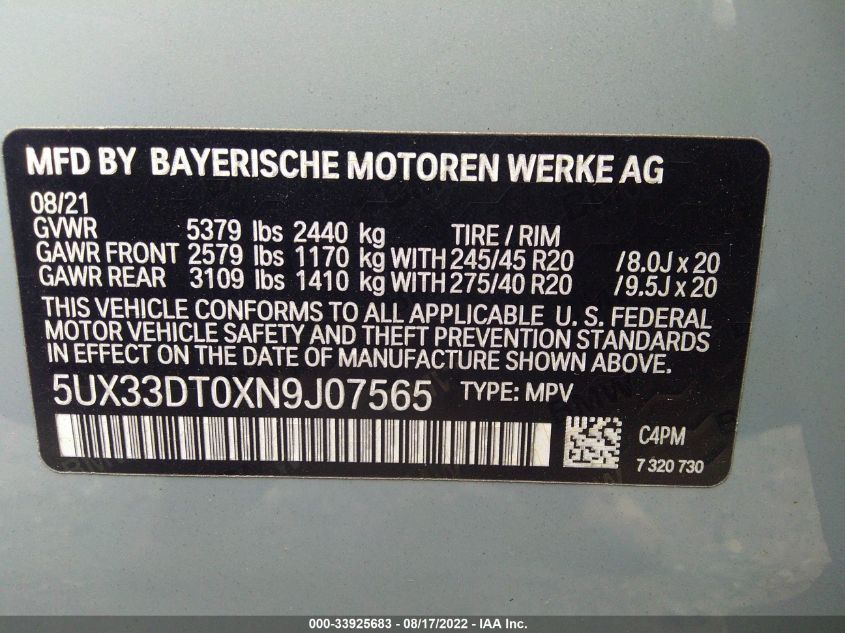 MFD BY BAYERISCHE MOTOREN WERKE AG
08/21
GVWR 5379 lbs 2440 kg TIRE / RIM
GAWR FRONT 2579 lbs 1170 kg WITH 245/45 R20 /8.0J x 20
GAWR REAR 3109 lbs 1410 kg WITH 275/40 R20 /9.5J x 20
THIS VEHICLE CONFORMS TO ALL APPLICABLE U. S. FEDERAL
MOTOR VEHICLE SAFETY AND THEFT PREVENTION STANDARDS
IN EFFECT ON THE DATE OF MANUFACTURE SHOWN ABOVE.
5UX33DT0XN9J07565 TYPE: MPV
C4PM
7 320 730
000-33925683 - 08/17/2022 - IAA Inc.